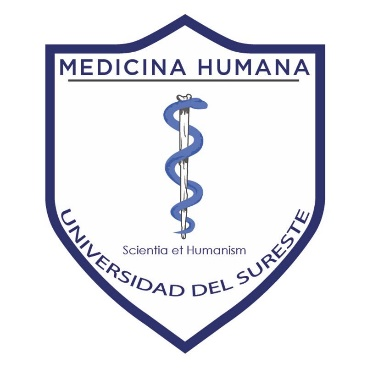 MEDICINA HUMANA
Scientia et Humanism
UNIVERSIDAD DEL SURESTE